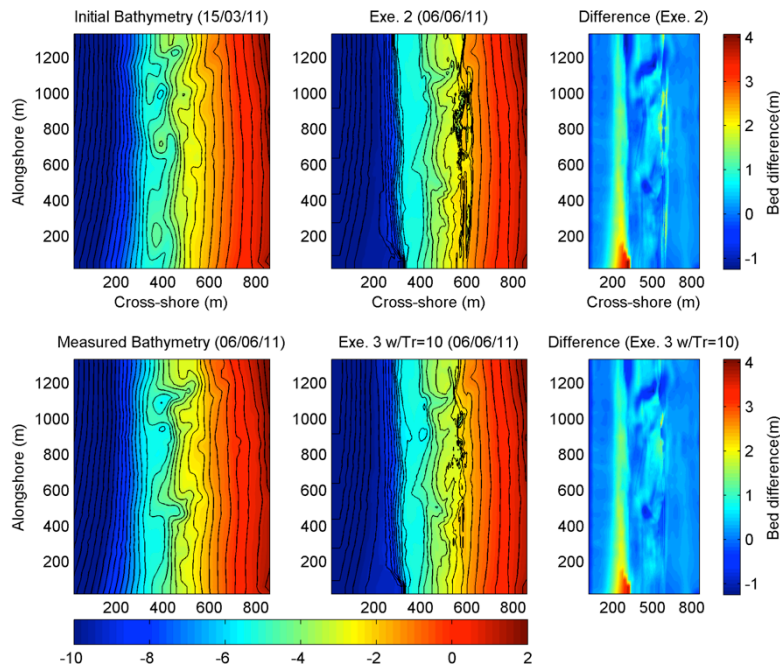 Initial Bathymetry (15/03/11)
Exe. 2 (06/06/11)
Difference (Exe. 2)
Alongshore (m)
1200
1000
800
600
400
200
200 400 600 800
Cross-shore (m)
1200
1000
800
600
400
200
200 400 600 800
Cross-shore (m)
1200
1000
800
600
400
200
200 500 800
Cross-shore (m)
4
3
2
1
0
-1
Bed difference(m)
Measured Bathymetry (06/06/11)
Exe. 3 w/Tr=10 (06/06/11)
Difference (Exe. 3 w/Tr=10)
Alongshore (m)
1200
1000
800
600
400
200
200 400 600 800
1200
1000
800
600
400
200
200 400 600 800
1200
1000
800
600
400
200
200 500 800
4
3
2
1
0
-1
Bed difference(m)
-10 -8 -6 -4 -2 0 2